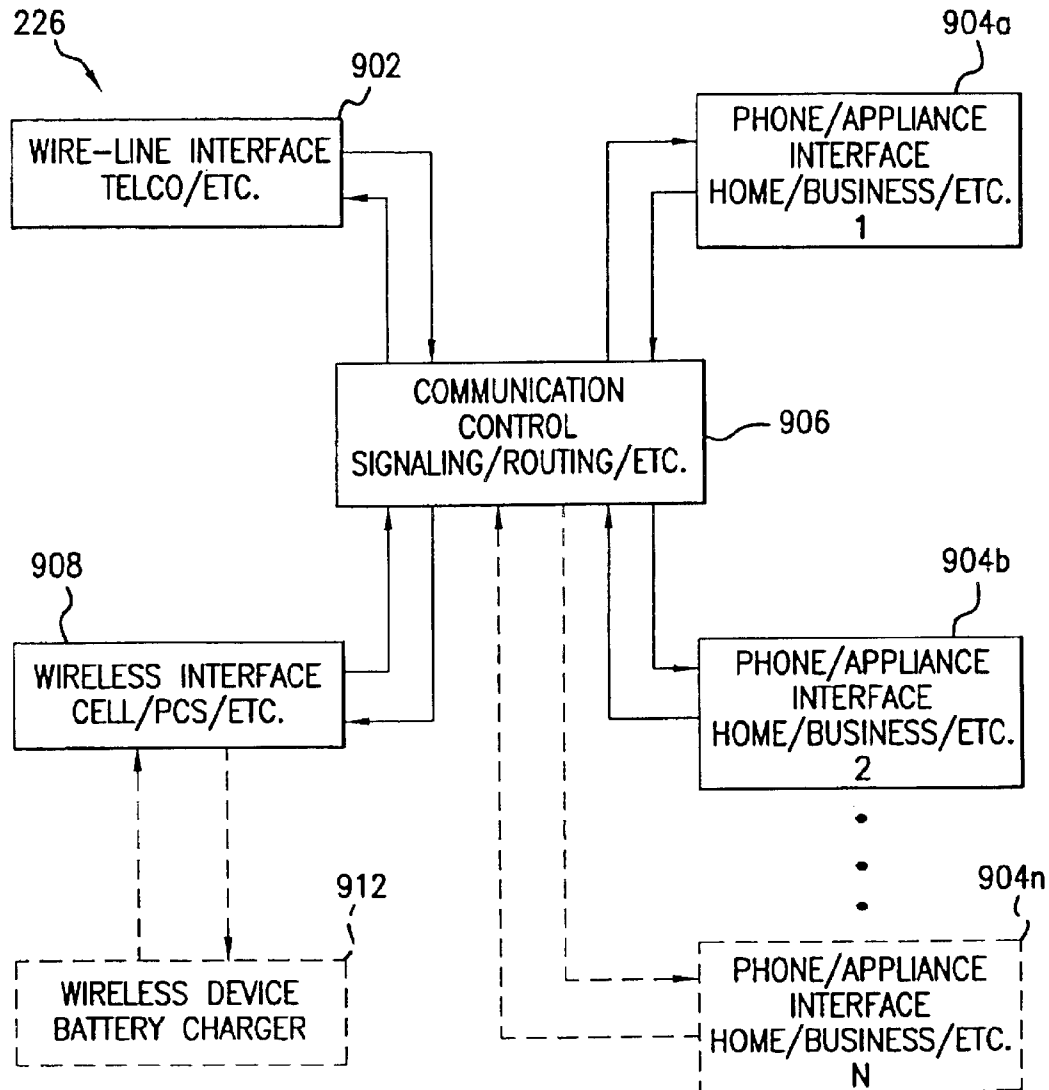 226
902
904a
WIRE-LINE INTERFACE
TELCO/ETC.
PHONE/APPLIANCE
INTERFACE
HOME/BUSINESS/ETC.
1
COMMUNICATION
CONTROL
SIGNALING/ROUTING/ETC.
906
908
904b
WIRELESS INTERFACE
CELL/PCS/ETC.
PHONE/APPLIANCE
INTERFACE
HOME/BUSINESS/ETC.
2
912
904n
WIRELESS DEVICE
BATTERY CHARGER
PHONE/APPLIANCE
INTERFACE
HOME/BUSINESS/ETC.
N